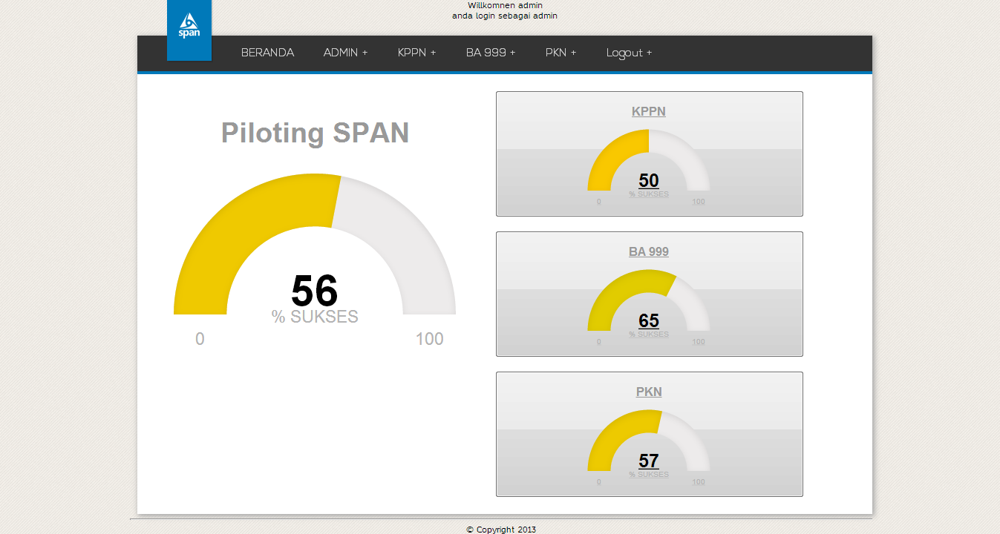 Willkomnen admin
anda login sebagai admin
span
BERANDA ADMIN + KPPN + BA 999 + PKN + Logout +
Piloting SPAN
56
% SUKSES
0 100
KPPN
50
% SUKSES
0 100
BA 999
65
% SUKSES
0 100
PKN
57
% SUKSES
0 100
© Copyright 2013